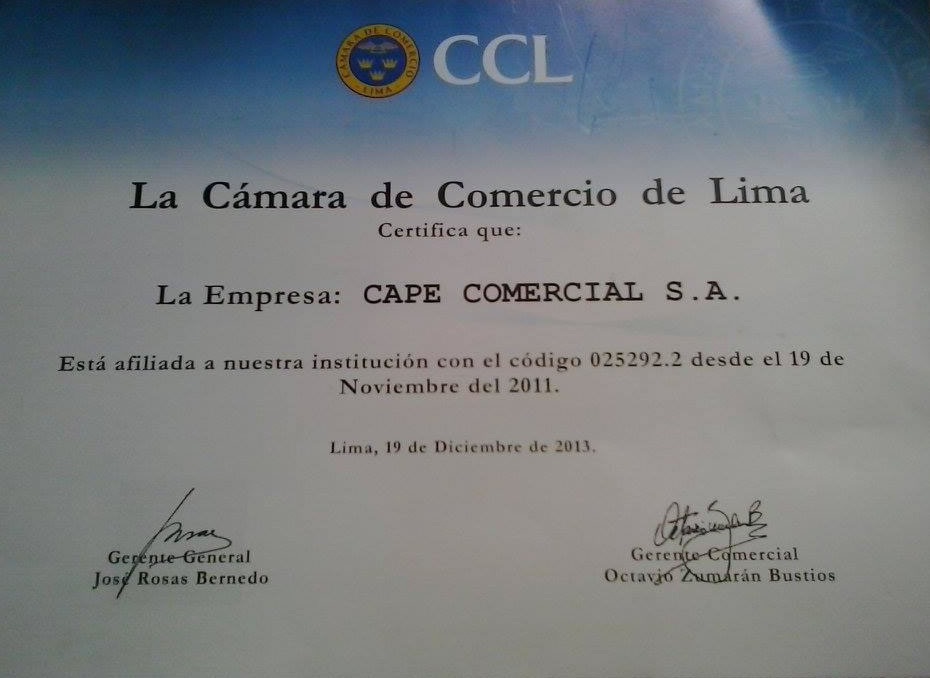 CÁMARA DE COMERCIO
LIMA
CCL
La Cámara de Comercio de Lima
Certifica que:
La Empresa: CAPE COMERCIAL S.A.
Está afiliada a nuestra institución con el código 025292.2 desde el 19 de
Noviembre del 2011.
Lima, 19 de Diciembre de 2013.
Gerente General
José Rosas Bernedo
Gerente Comercial
Octavio Zumarán Bustios